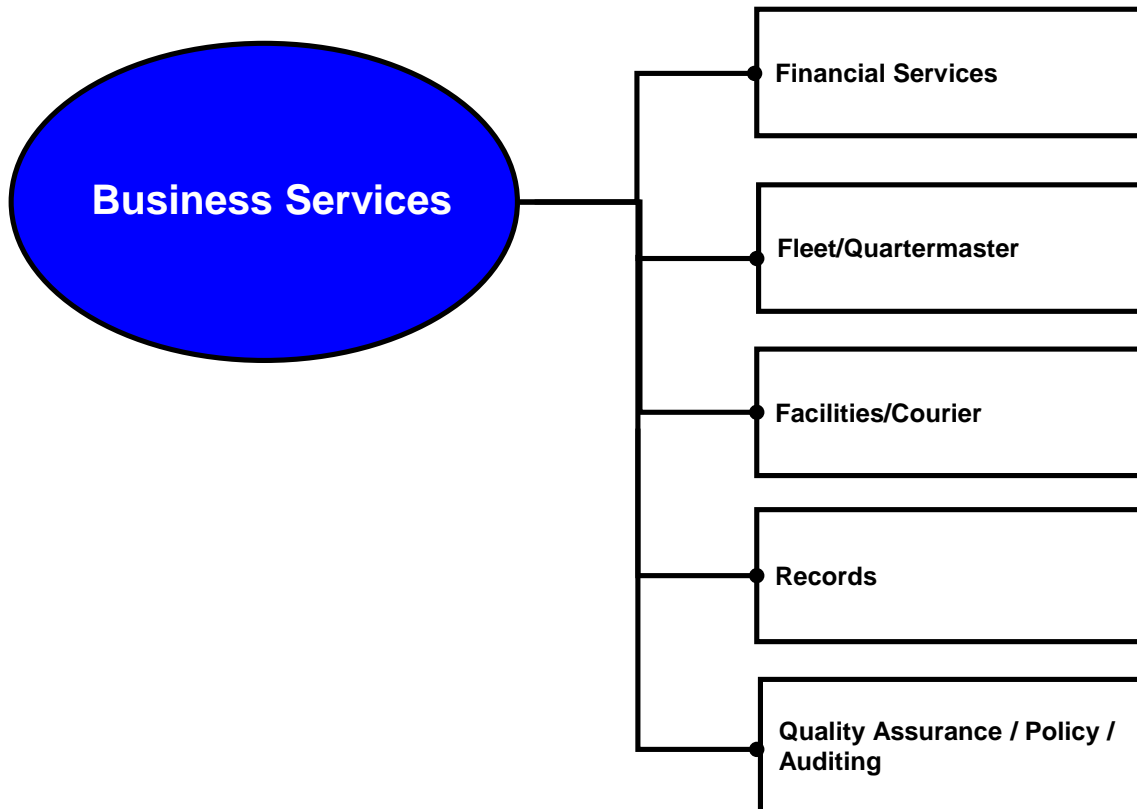 Business Services
Financial Services
Fleet/Quartermaster
Facilities/Courier
Records
Quality Assurance / Policy /
Auditing